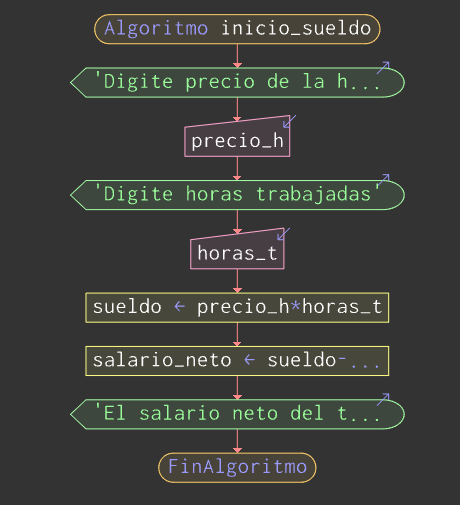 Algoritmo inicio_sueldo
'Digite precio de la h...
precio_h
'Digite horas trabajadas'
horas_t
sueldo ← precio_h*horas_t
salario_neto ← sueldo-...
'El salario neto del t...
FinAlgoritmo